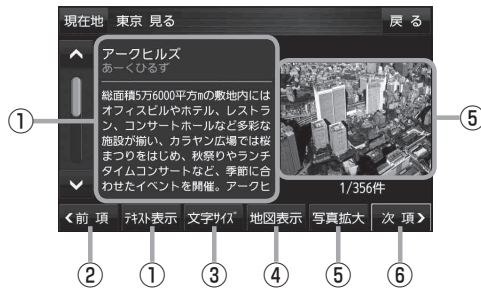 現在地 東京 見る 戻 る
アークヒルズ
あーくひるず
総面積5万6000平方mの敷地内には
オフィスビルやホテル、レストラ
ン、コンサートホールなど多彩な
施設が揃い、カラヤン広場では桜
まつりをはじめ、秋祭りやランチ
タイムコンサートなど、季節に合
わせたイベントを開催。アークヒ
① ⑤
1/356件
<前 項 ﾃｷｽﾄ表示 文字ｻｲｽﾞ 地図表示 写真拡大 次 項>
② ① ③ ④ ⑤ ⑥